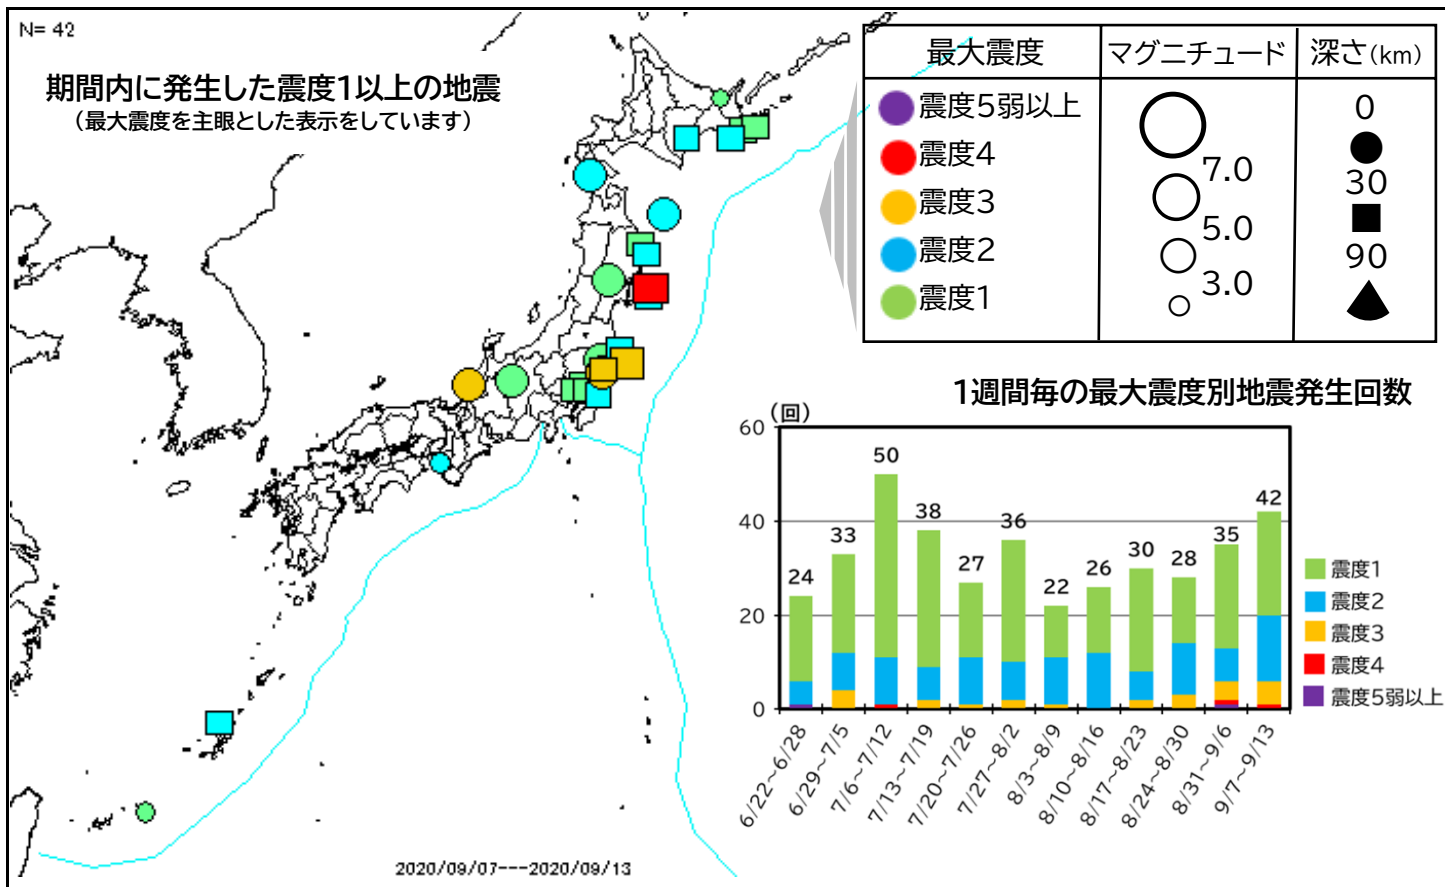 N= 42
期間内に発生した震度1以上の地震
（最大震度を主眼とした表示をしています）
最大震度 マグニチュード 深さ(km)
震度5弱以上
震度4
震度3
震度2
震度1
7.0
5.0
3.0
0
30
90
1週間毎の最大震度別地震発生回数
(回)
60
40
20
0
24
33
50
38
27
36
22
26
30
28
35
42
6/22~6/28
6/29~7/5
7/6~7/12
7/13~7/19
7/20~7/26
7/27~8/2
8/3~8/9
8/10~8/16
8/17~8/23
8/24~8/30
8/31~9/6
9/7~9/13
震度1
震度2
震度3
震度4
震度5弱以上
2020/09/07---2020/09/13